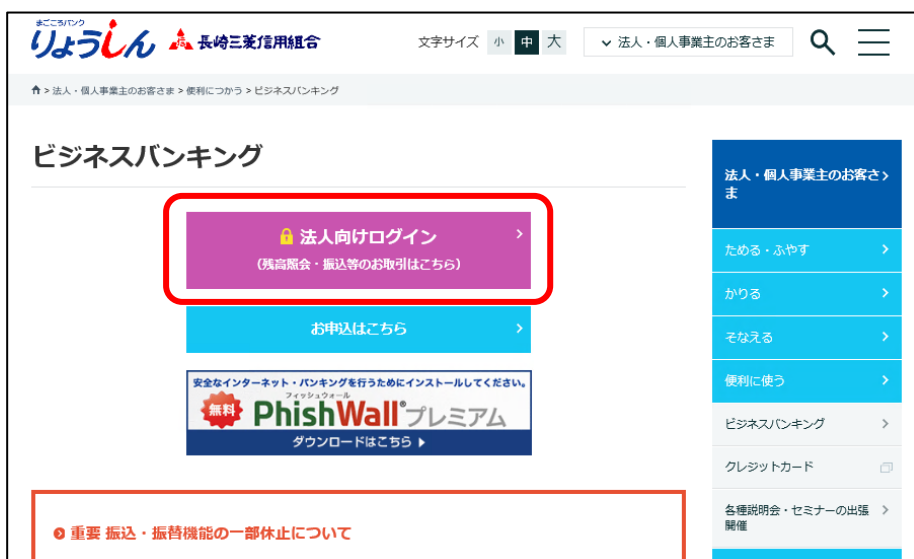 まごころバンク
りょうしん 長崎三菱信用組合
文字サイズ 小 中 大
法人・個人事業主のお客さま
> 法人・個人事業主のお客さま > 便利につかう > ビジネスバンキング
ビジネスバンキング
法人向けログイン
（残高照会・振込等のお取引はこちら）
お申込はこちら
安全なインターネット・バンキングを行うためにインストールしてください。
無料
フィッシュウォール
PhishWall®プレミアム
ダウンロードはこちら
重要 振込・振替機能の一部休止について
法人・個人事業主のお客さ
ま
ためる・ふやす
かりる
そなえる
便利に使う
ビジネスバンキング
クレジットカード
各種説明会・セミナーの出張
開催